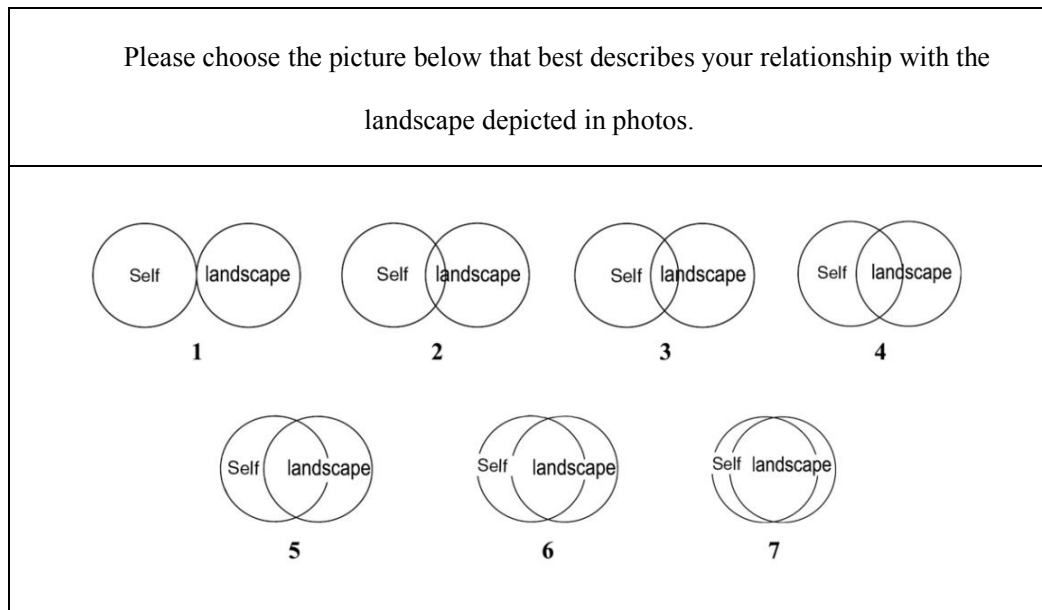 Please choose the picture below that best describes your relationship with the
landscape depicted in photos.
Self landscape Self landscape Self landscape Self landscape
1 2 3 4
Self landscape Self landscape Self landscape
5 6 7